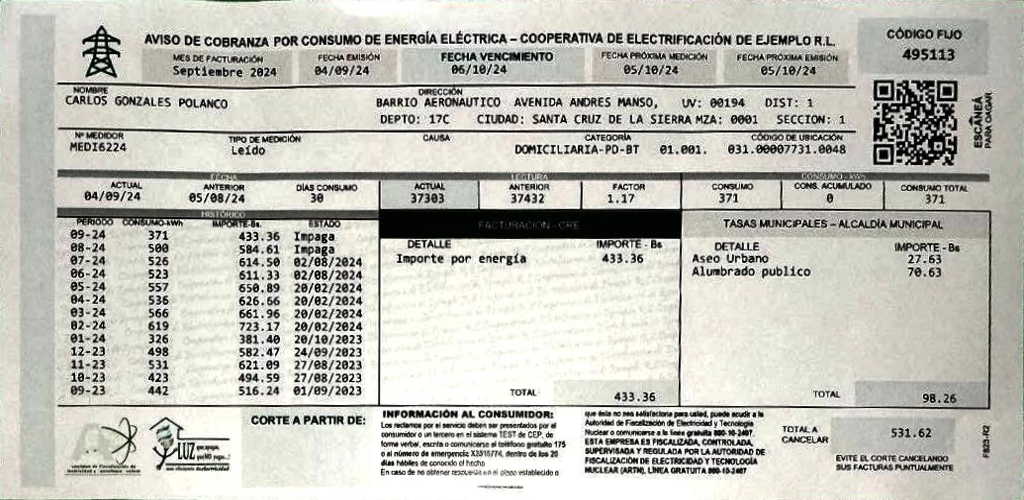 AVISO DE COBRANZA POR CONSUMO DE ENERGÍA ELÉCTRICA – COOPERATIVA DE ELECTRIFICACIÓN DE EJEMPLO R.L.
CÓDIGO FIJO
495113
MES DE FACTURACIÓN FECHA EMISIÓN FECHA VENCIMIENTO FECHA PRÓXIMA MEDICIÓN FECHA PRÓXIMA EMISIÓN
Septiembre 2024 04/09/24 06/10/24 05/10/24 05/10/24
NOMBRE DIRECCIÓN
CARLOS GONZALES POLANCO BARRIO AERONAUTICO AVENIDA ANDRES MANSO, UV: 00194 DIST: 1
DEPTO: 17C CIUDAD: SANTA CRUZ DE LA SIERRA MZA: 0001 SECCION: 1
ESCÁNEA PARA PAGAR
Nº MEDIDOR TIPO DE MEDICIÓN CAUSA CATEGORÍA CÓDIGO DE UBICACIÓN
MEDI6224 Leído DOMICILIARIA-PD-BT 01.001. 031.00007731.0048
FECHA LECTURA CONSUMO - kWh
ACTUAL ANTERIOR DÍAS CONSUMO ACTUAL ANTERIOR FACTOR CONSUMO CONS. ACUMULADO CONSUMO TOTAL
04/09/24 05/08/24 30 37303 37432 1.17 371 0 371
HISTÓRICO FACTURACIÓN - CRE TASAS MUNICIPALES – ALCALDÍA MUNICIPAL
PERIODO CONSUMO-kWh IMPORTE-Bs ESTADO
09-24 371 433.36 Impaga
08-24 500 584.61 Impaga
07-24 526 614.50 02/08/2024
06-24 523 611.33 02/08/2024
05-24 557 650.89 20/02/2024
04-24 536 626.66 20/02/2024
03-24 566 661.96 20/02/2024
02-24 619 723.17 20/02/2024
01-24 326 381.40 20/10/2023
12-23 498 582.47 24/09/2023
11-23 531 621.09 27/08/2023
10-23 423 494.59 27/08/2023
09-23 442 516.24 01/09/2023
DETALLE IMPORTE - Bs
Importe por energía 433.36
TOTAL 433.36
DETALLE IMPORTE - Bs
Aseo Urbano 27.63
Alumbrado publico 70.63
TOTAL 98.26
LUZ
CORTE A PARTIR DE:
INFORMACIÓN AL CONSUMIDOR:
Los reclamos por el servicio deben ser presentados por el
consumidor o un tercero en el sistema TEST de CEP, de
forma verbal, escrita o comunicarse al teléfono gratuito 175
o al número de emergencia X3515774, dentro de los 20
días hábiles de conocido el hecho
En caso de no obtener respuesta en el plazo establecido o
que ésta no sea satisfactoria para usted, puede acudir a la
Autoridad de Fiscalización de Electricidad y Tecnología
Nuclear o comunicarse a la línea gratuita 800-10-2407.
ESTA EMPRESA ES FISCALIZADA, CONTROLADA,
SUPERVISADA Y REGULADA POR LA AUTORIDAD DE
FISCALIZACIÓN DE ELECTRICIDAD Y TECNOLOGÍA
NUCLEAR (AETN), LÍNEA GRATUITA 800-10-2407
TOTAL A CANCELAR 531.62
EVITE EL CORTE CANCELANDO
SUS FACTURAS PUNTUALMENTE